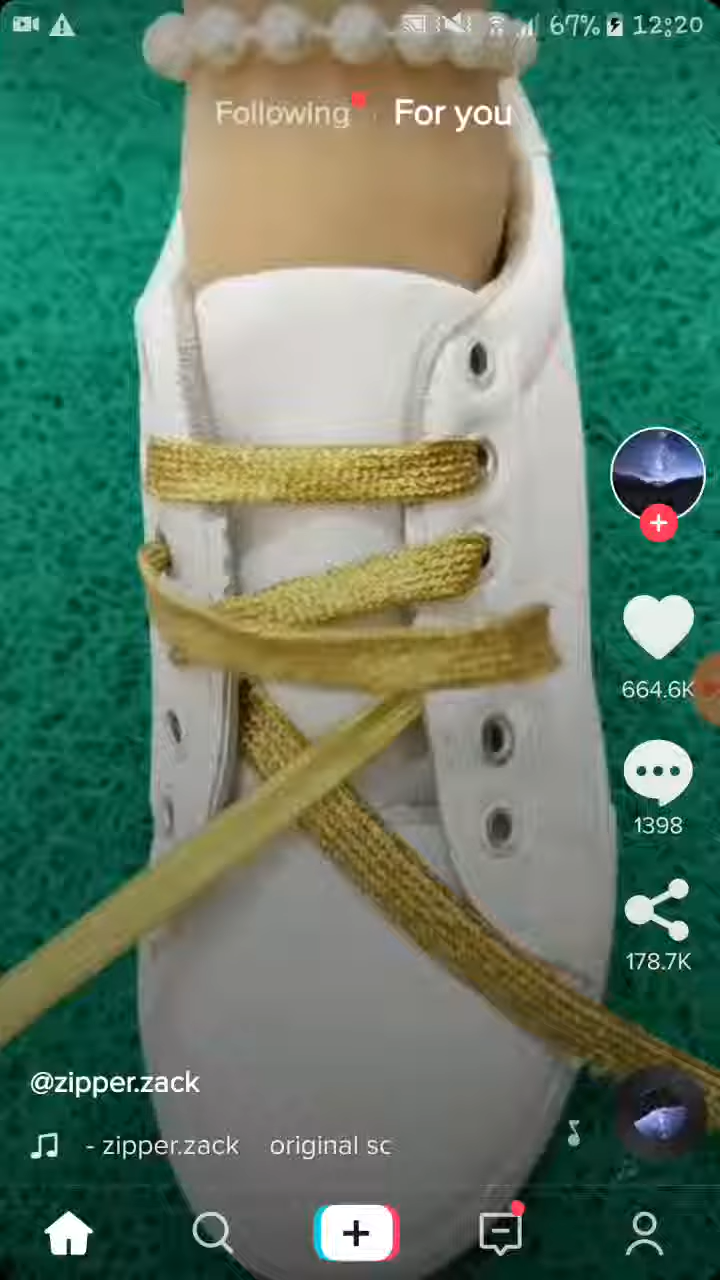 67% 12:20
Following For you
664.6K
1398
178.7K
@zipper.zack
- zipper.zack original sc